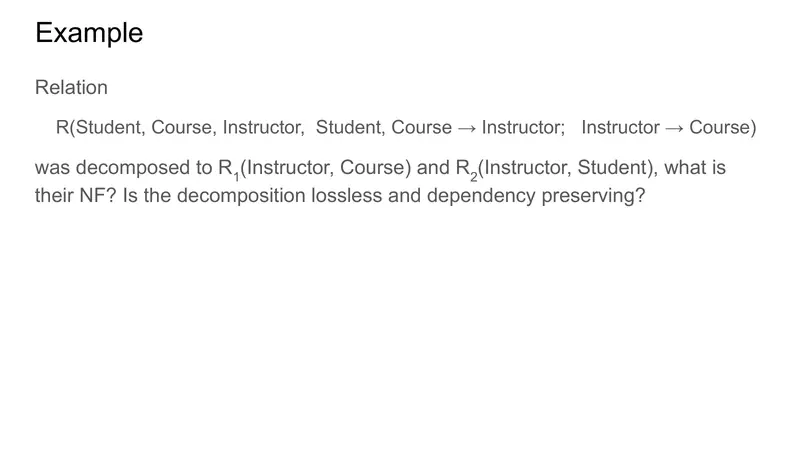 Example
Relation
R(Student, Course, Instructor,  Student, Course → Instructor;   Instructor → Course)
was decomposed to R₁(Instructor, Course) and R₂(Instructor, Student), what is
their NF? Is the decomposition lossless and dependency preserving?